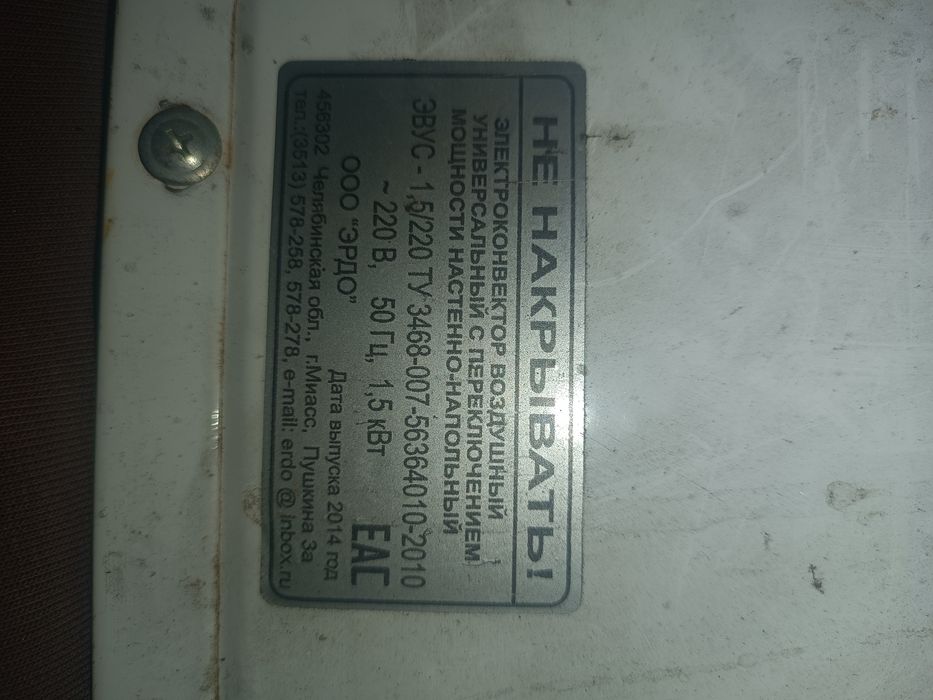 НЕ НАКРЫВАТЬ!
ЭЛЕКТРОКОНВЕКТОР ВОЗДУШНЫЙ
УНИВЕРСАЛЬНЫЙ С ПЕРЕКЛЮЧЕНИЕМ
МОЩНОСТИ НАСТЕННО-НАПОЛЬНЫЙ
ЭВУС - 1,5/220 ТУ 3468-007-56364010-2010
~ 220 В, 50 Гц, 1,5 кВт
ООО "ЭРДО"
ЕАС
Дата выпуска 2014 год
456302 Челябинская обл., г.Миасс, Пушкина 3а
тел.:(3513) 578-258, 578-278, e-mail: erdo @ inbox.ru